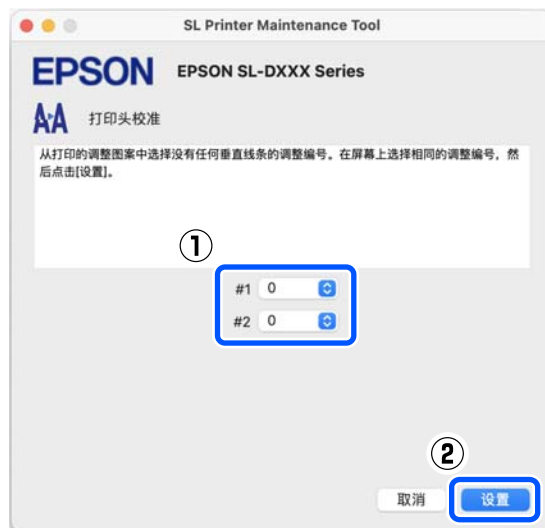 SL Printer Maintenance Tool
EPSON EPSON SL-DXXX Series
打印头校准
从打印的调整图案中选择没有任何垂直线条的调整编号。在屏幕上选择相同的调整编号，然
后点击[设置]。
①
#1 0
#2 0
②
取消 设置